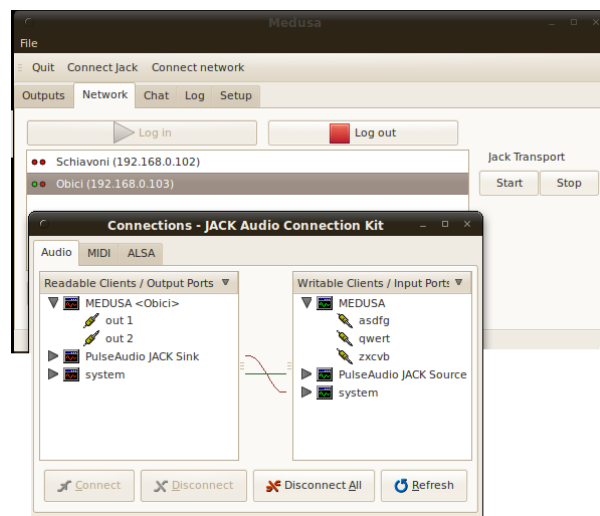 Medusa
File
Quit Connect Jack Connect network
Outputs Network Chat Log Setup
Log in Log out
Schiavoni (192.168.0.102)
Obici (192.168.0.103)
Jack Transport
Start Stop
Connections - JACK Audio Connection Kit
Audio MIDI ALSA
Readable Clients / Output Ports
MEDUSA <Obici>
out 1
out 2
PulseAudio JACK Sink
system
Writable Clients / Input Ports
MEDUSA
asdfg
qwert
zxcvb
PulseAudio JACK Source
system
Connect Disconnect Disconnect All Refresh